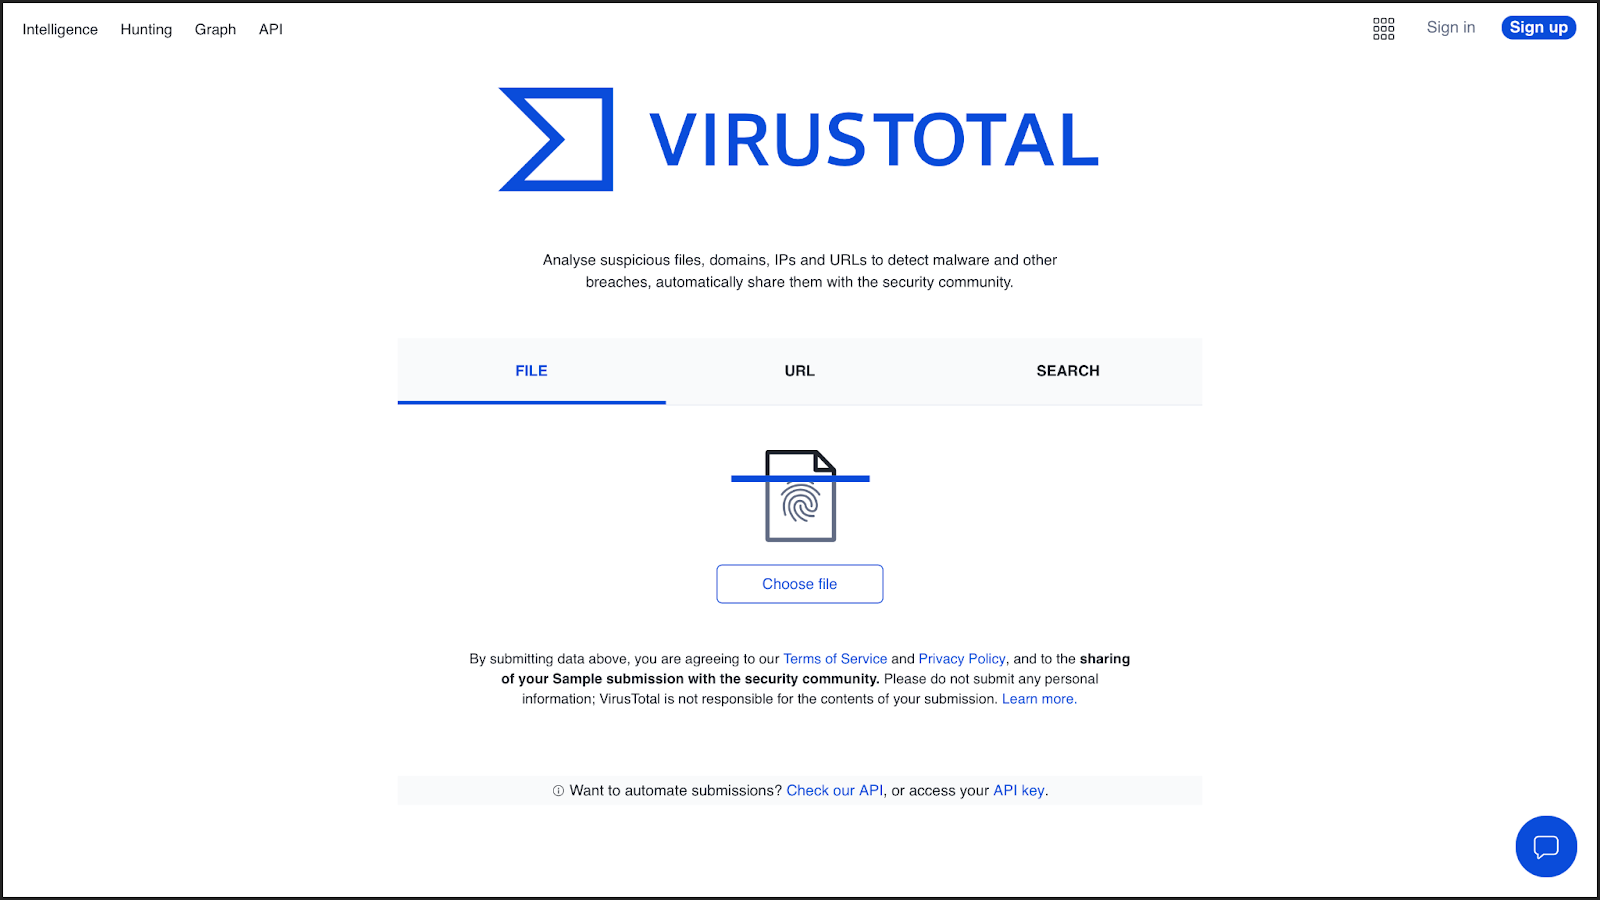 Intelligence Hunting Graph API Sign in Sign up
VIRUSTOTAL
Analyse suspicious files, domains, IPs and URLs to detect malware and other
breaches, automatically share them with the security community.
FILE URL SEARCH
Choose file
By submitting data above, you are agreeing to our Terms of Service and Privacy Policy, and to the sharing
of your Sample submission with the security community. Please do not submit any personal
information; VirusTotal is not responsible for the contents of your submission. Learn more.
Want to automate submissions? Check our API, or access your API key.